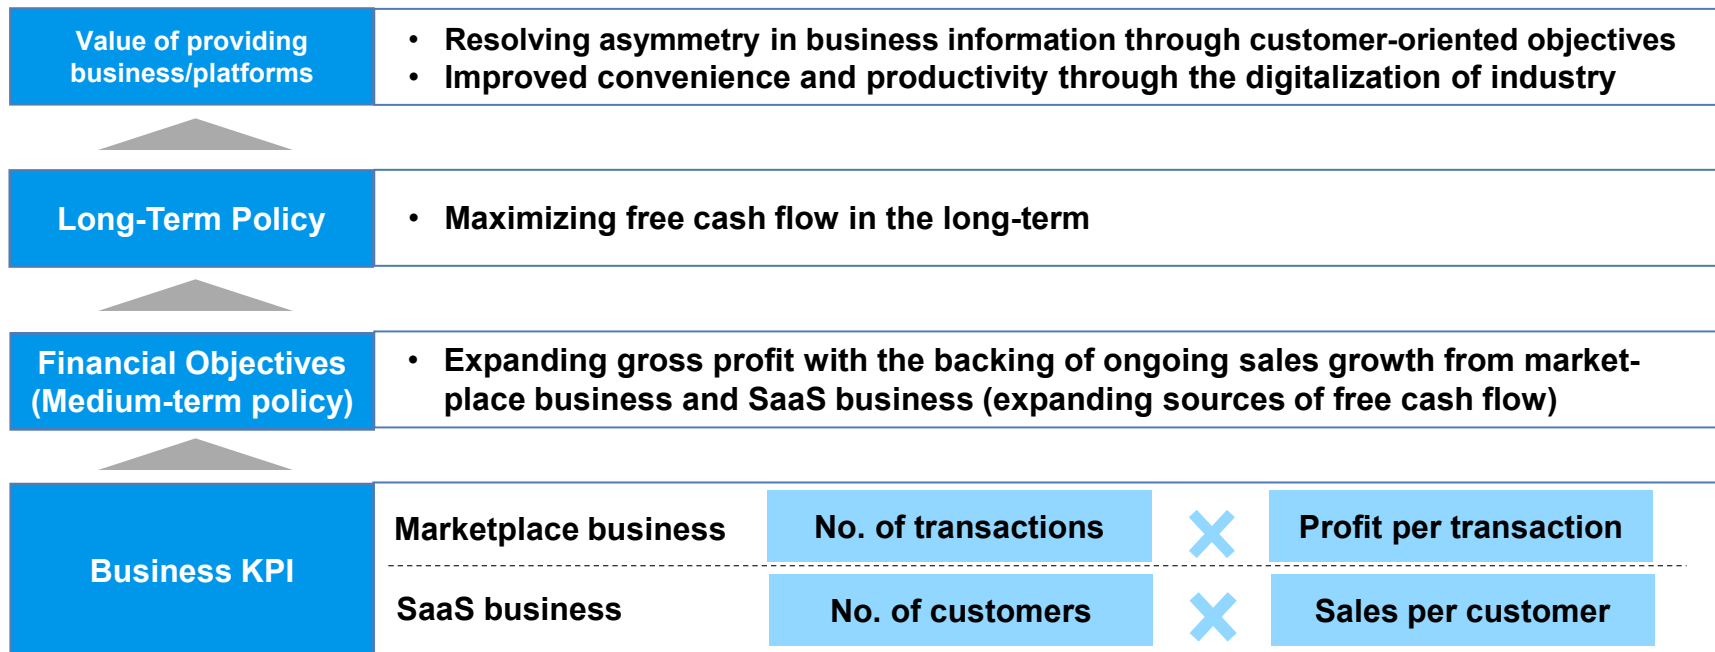 Value of providing
business/platforms
• Resolving asymmetry in business information through customer-oriented objectives
• Improved convenience and productivity through the digitalization of industry
Long-Term Policy
• Maximizing free cash flow in the long-term
Financial Objectives
(Medium-term policy)
• Expanding gross profit with the backing of ongoing sales growth from market-
place business and SaaS business (expanding sources of free cash flow)
Business KPI
Marketplace business No. of transactions × Profit per transaction
SaaS business No. of customers × Sales per customer